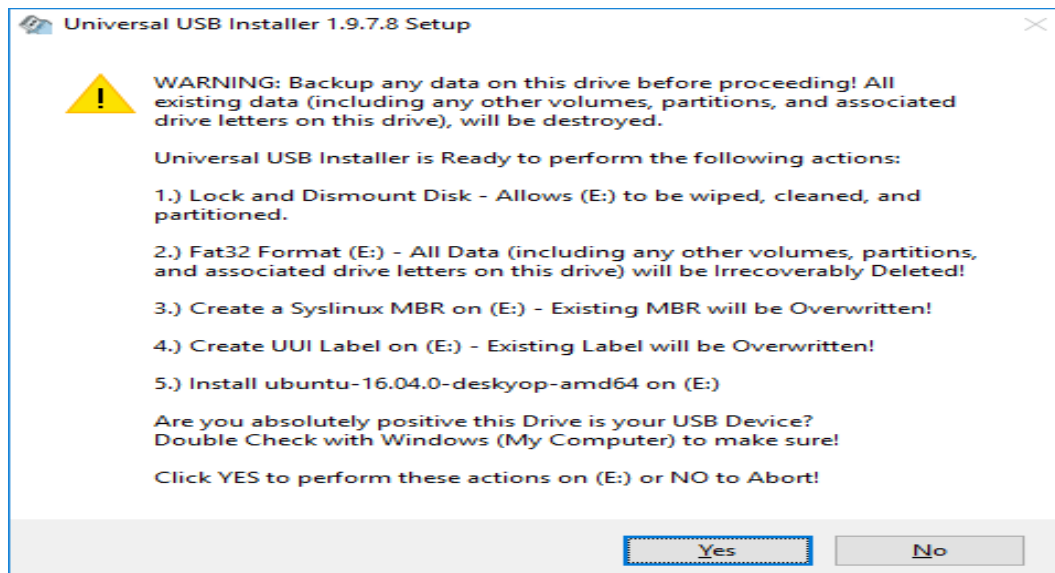 Universal USB Installer 1.9.7.8 Setup
WARNING: Backup any data on this drive before proceeding! All
existing data (including any other volumes, partitions, and associated
drive letters on this drive), will be destroyed.
Universal USB Installer is Ready to perform the following actions:
1.) Lock and Dismount Disk - Allows (E:) to be wiped, cleaned, and
partitioned.
2.) Fat32 Format (E:) - All Data (including any other volumes, partitions,
and associated drive letters on this drive) will be Irrecoverably Deleted!
3.) Create a Syslinux MBR on (E:) - Existing MBR will be Overwritten!
4.) Create UUI Label on (E:) - Existing Label will be Overwritten!
5.) Install ubuntu-16.04.0-deskyop-amd64 on (E:)
Are you absolutely positive this Drive is your USB Device?
Double Check with Windows (My Computer) to make sure!
Click YES to perform these actions on (E:) or NO to Abort!
Yes
No